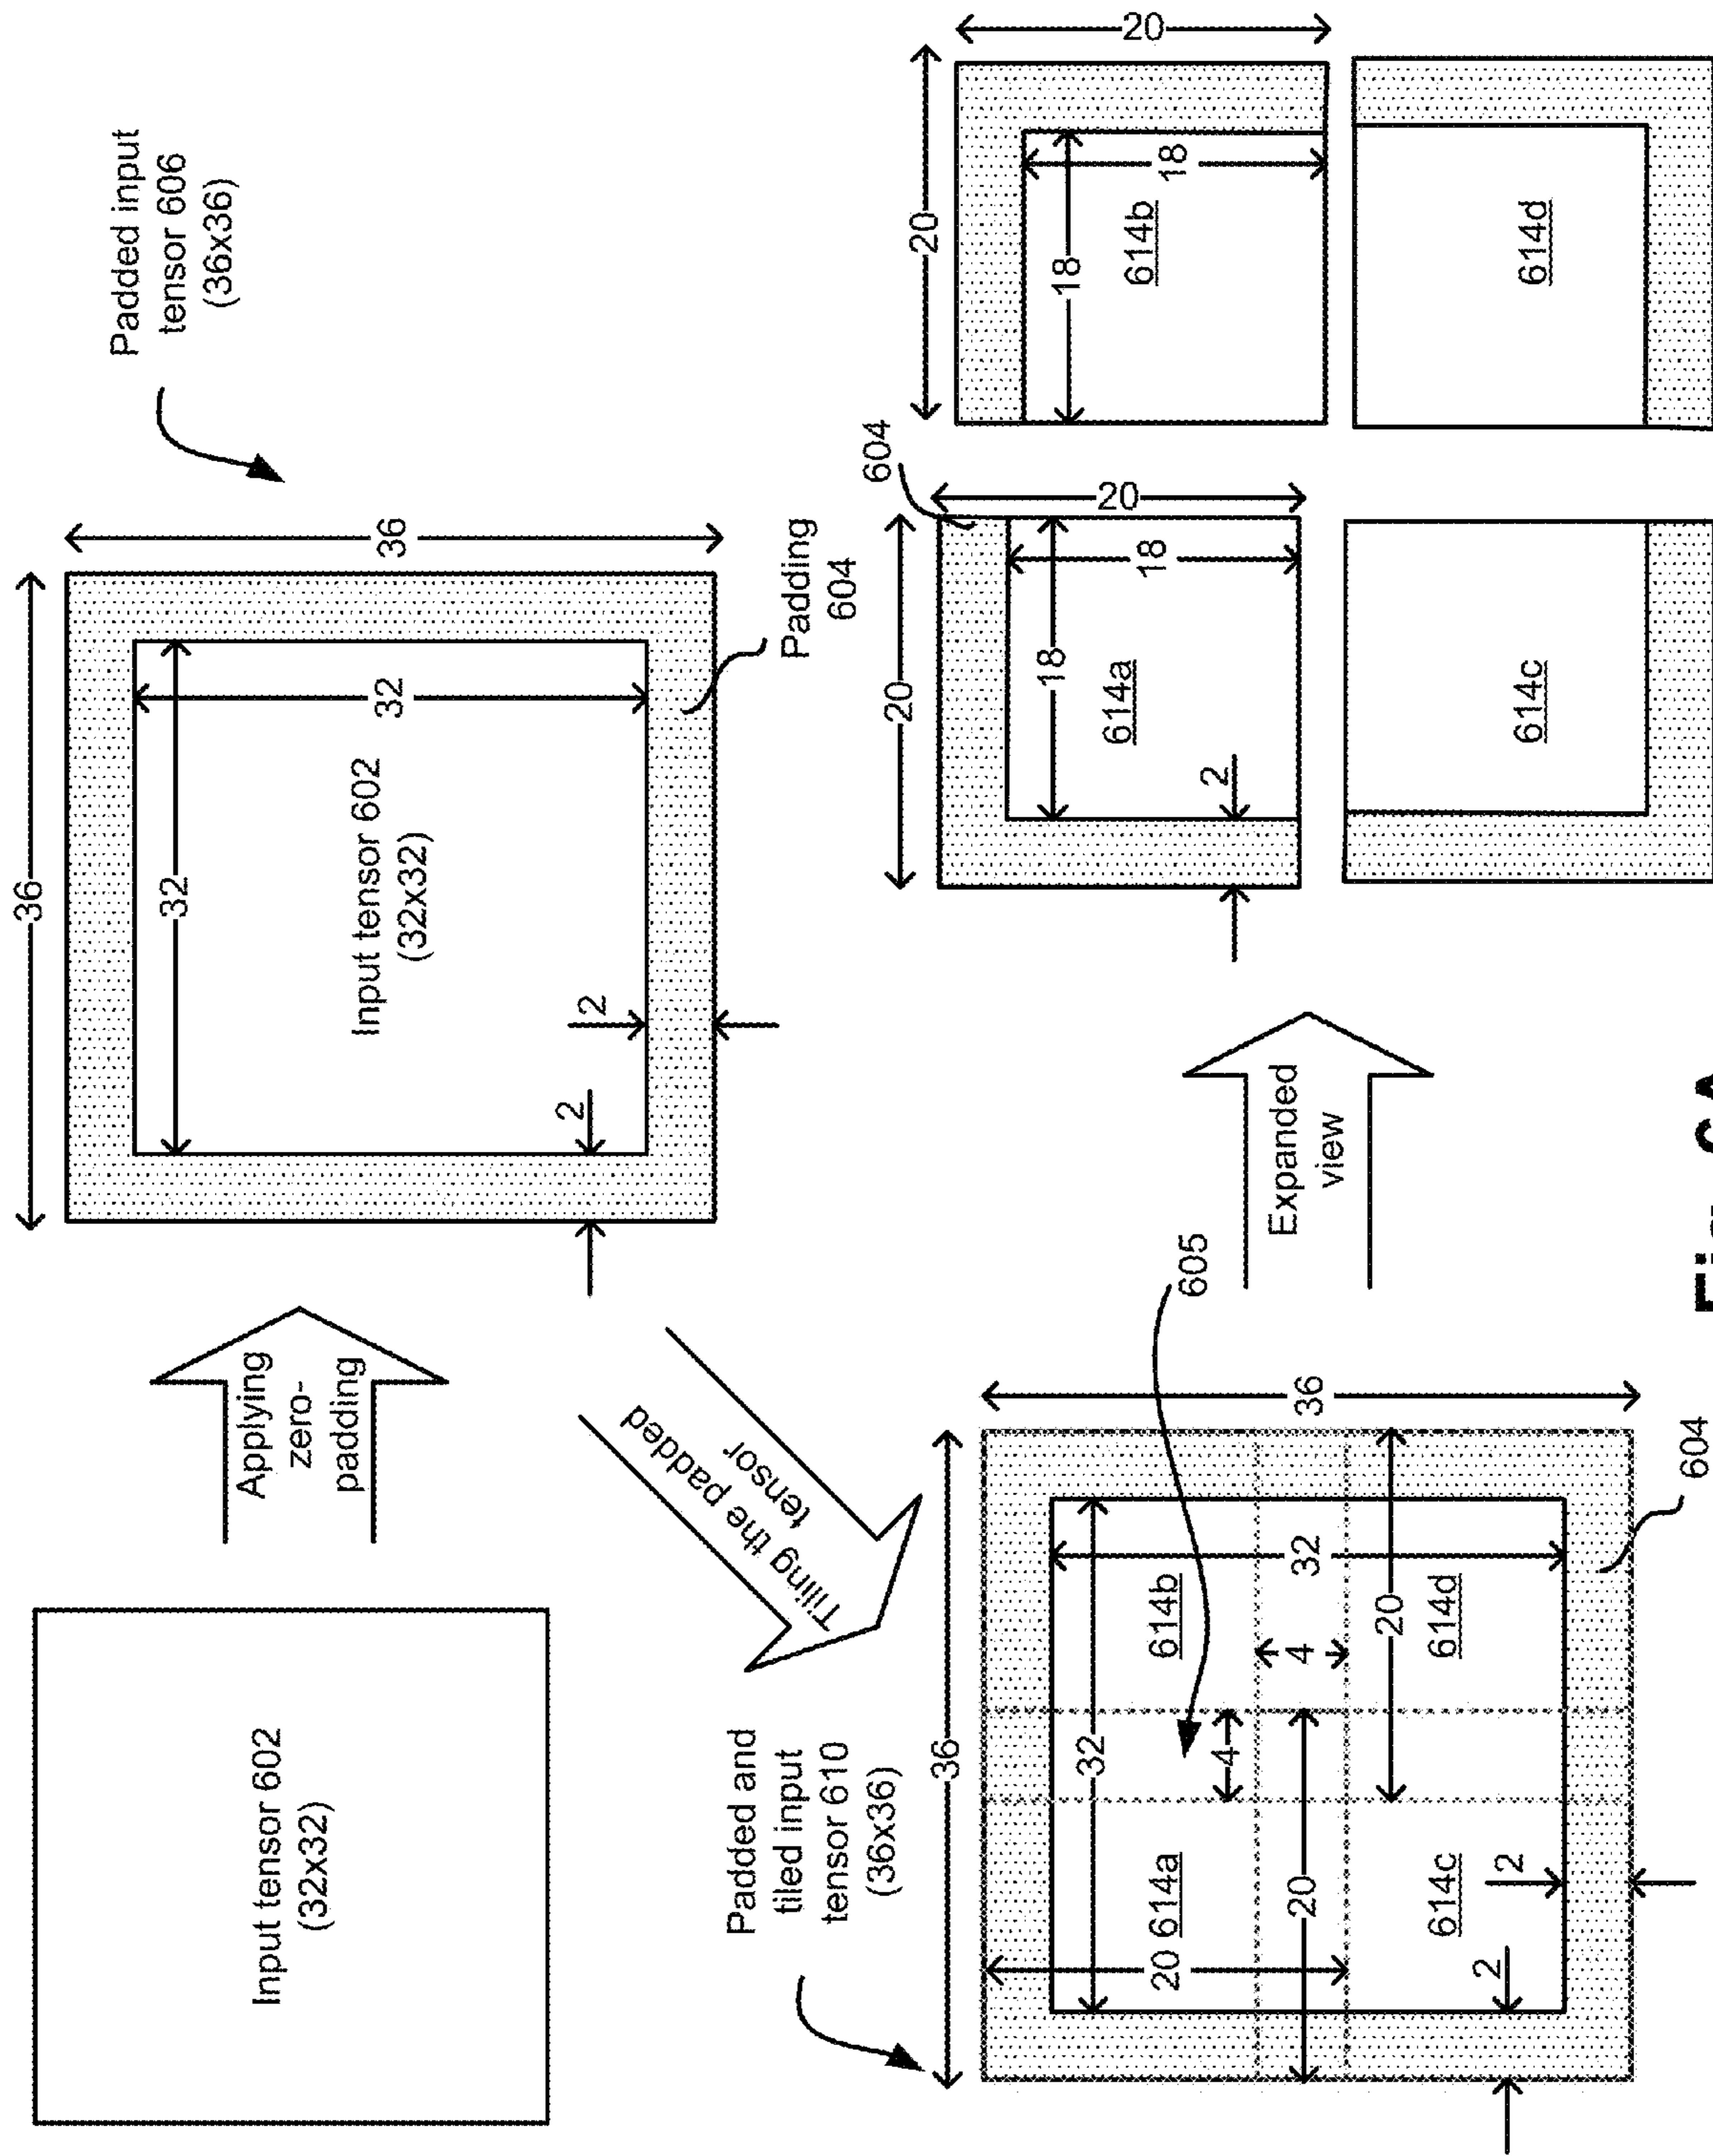 Input tensor 602
(32x32)
Applying
zero-
padding
36
36
32
32
Input tensor 602
(32x32)
2
2
Padding
604
Padded input
tensor 606
(36x36)
Tiling the padded
tensor
Padded and
tiled input
tensor 610
(36x36)
36
36
32
32
20
614a
614b
4
4
20
20
614c
614d
2
2
605
604
Expanded
view
20
20
18
18
614a
2
604
20
20
18
18
614b
614c
614d